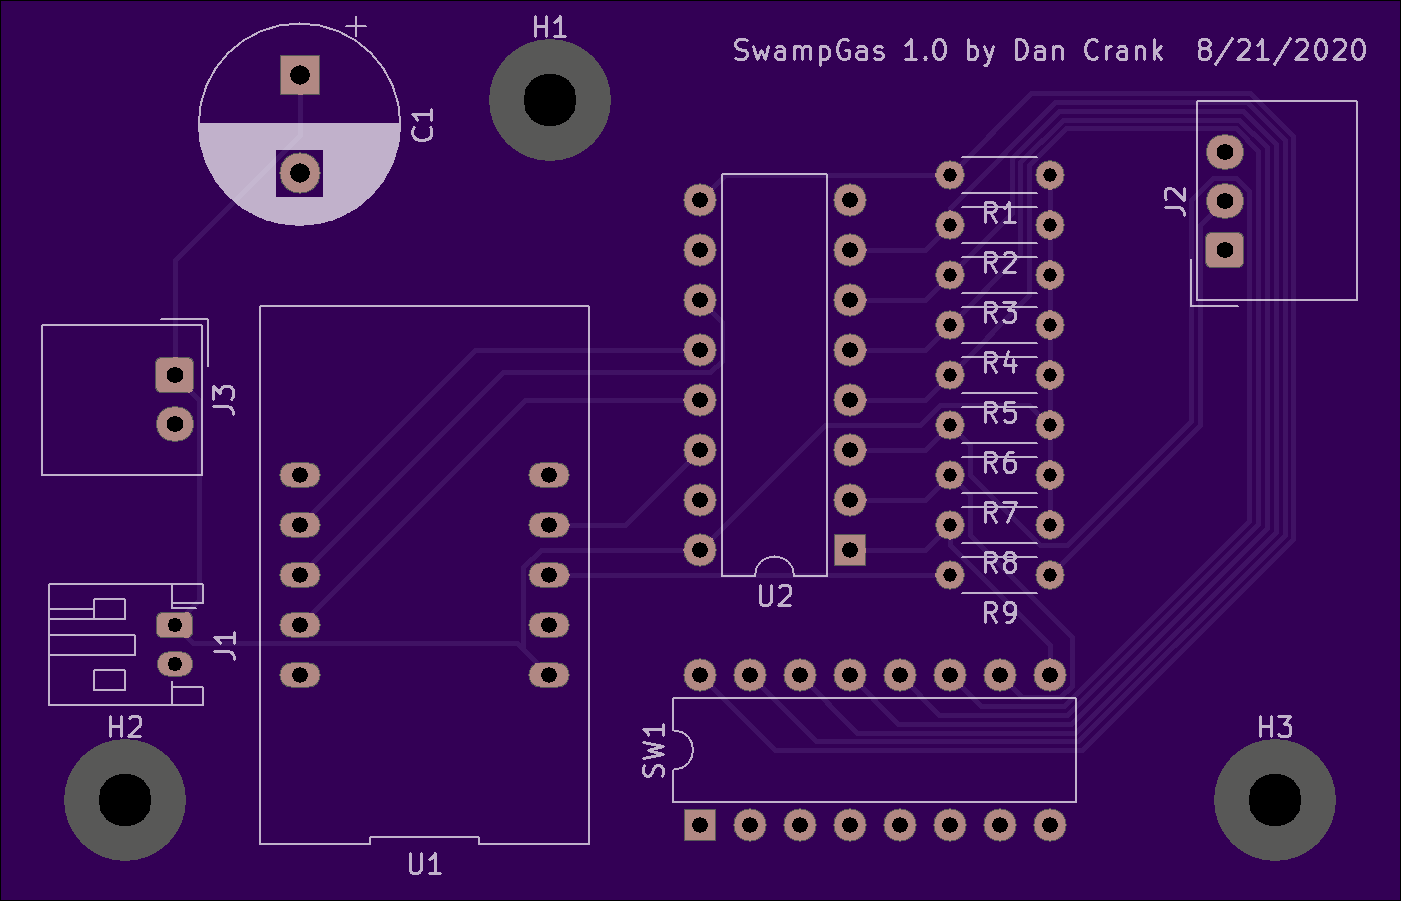 H1
SwampGas 1.0 by Dan Crank 8/21/2020
+
C1
J2
R1
R2
R3
R4
R5
R6
R7
R8
R9
J3
U2
J1
H2
H3
SW1
U1